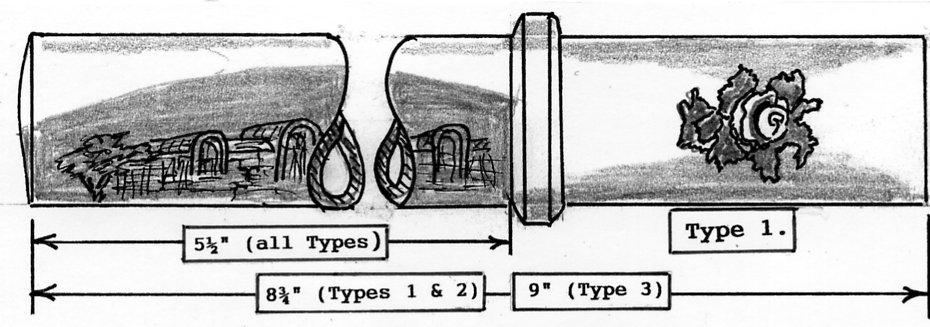 Type 1.
5½" (all Types)
8¾" (Types 1 & 2)
9" (Type 3)